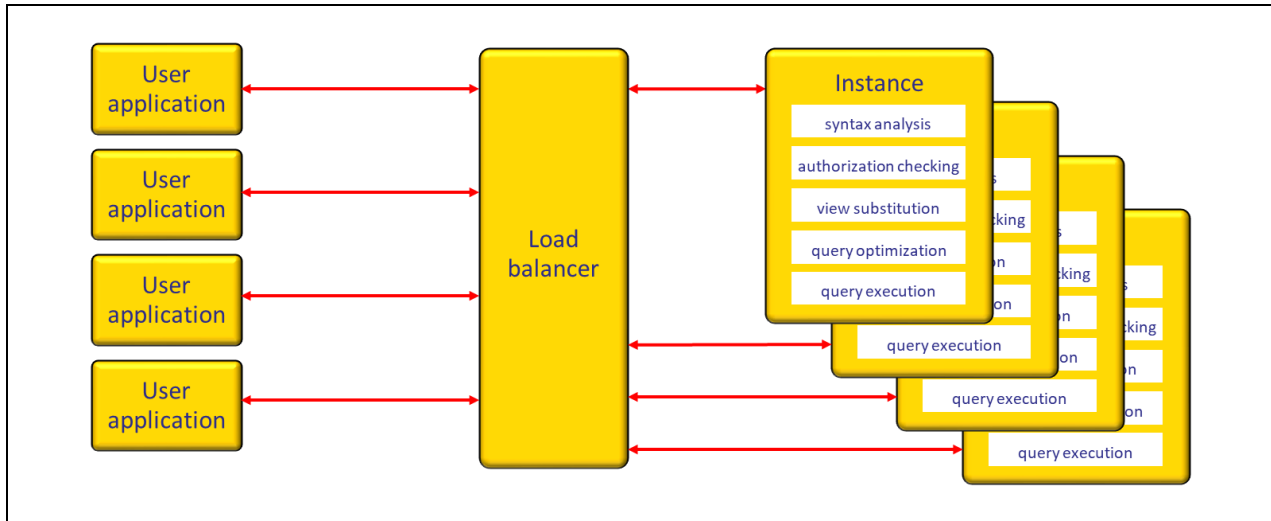 User
application
User
application
User
application
User
application
Load
balancer
Instance
syntax analysis
authorization checking
view substitution
query optimization
query execution
query execution
query execution
query execution